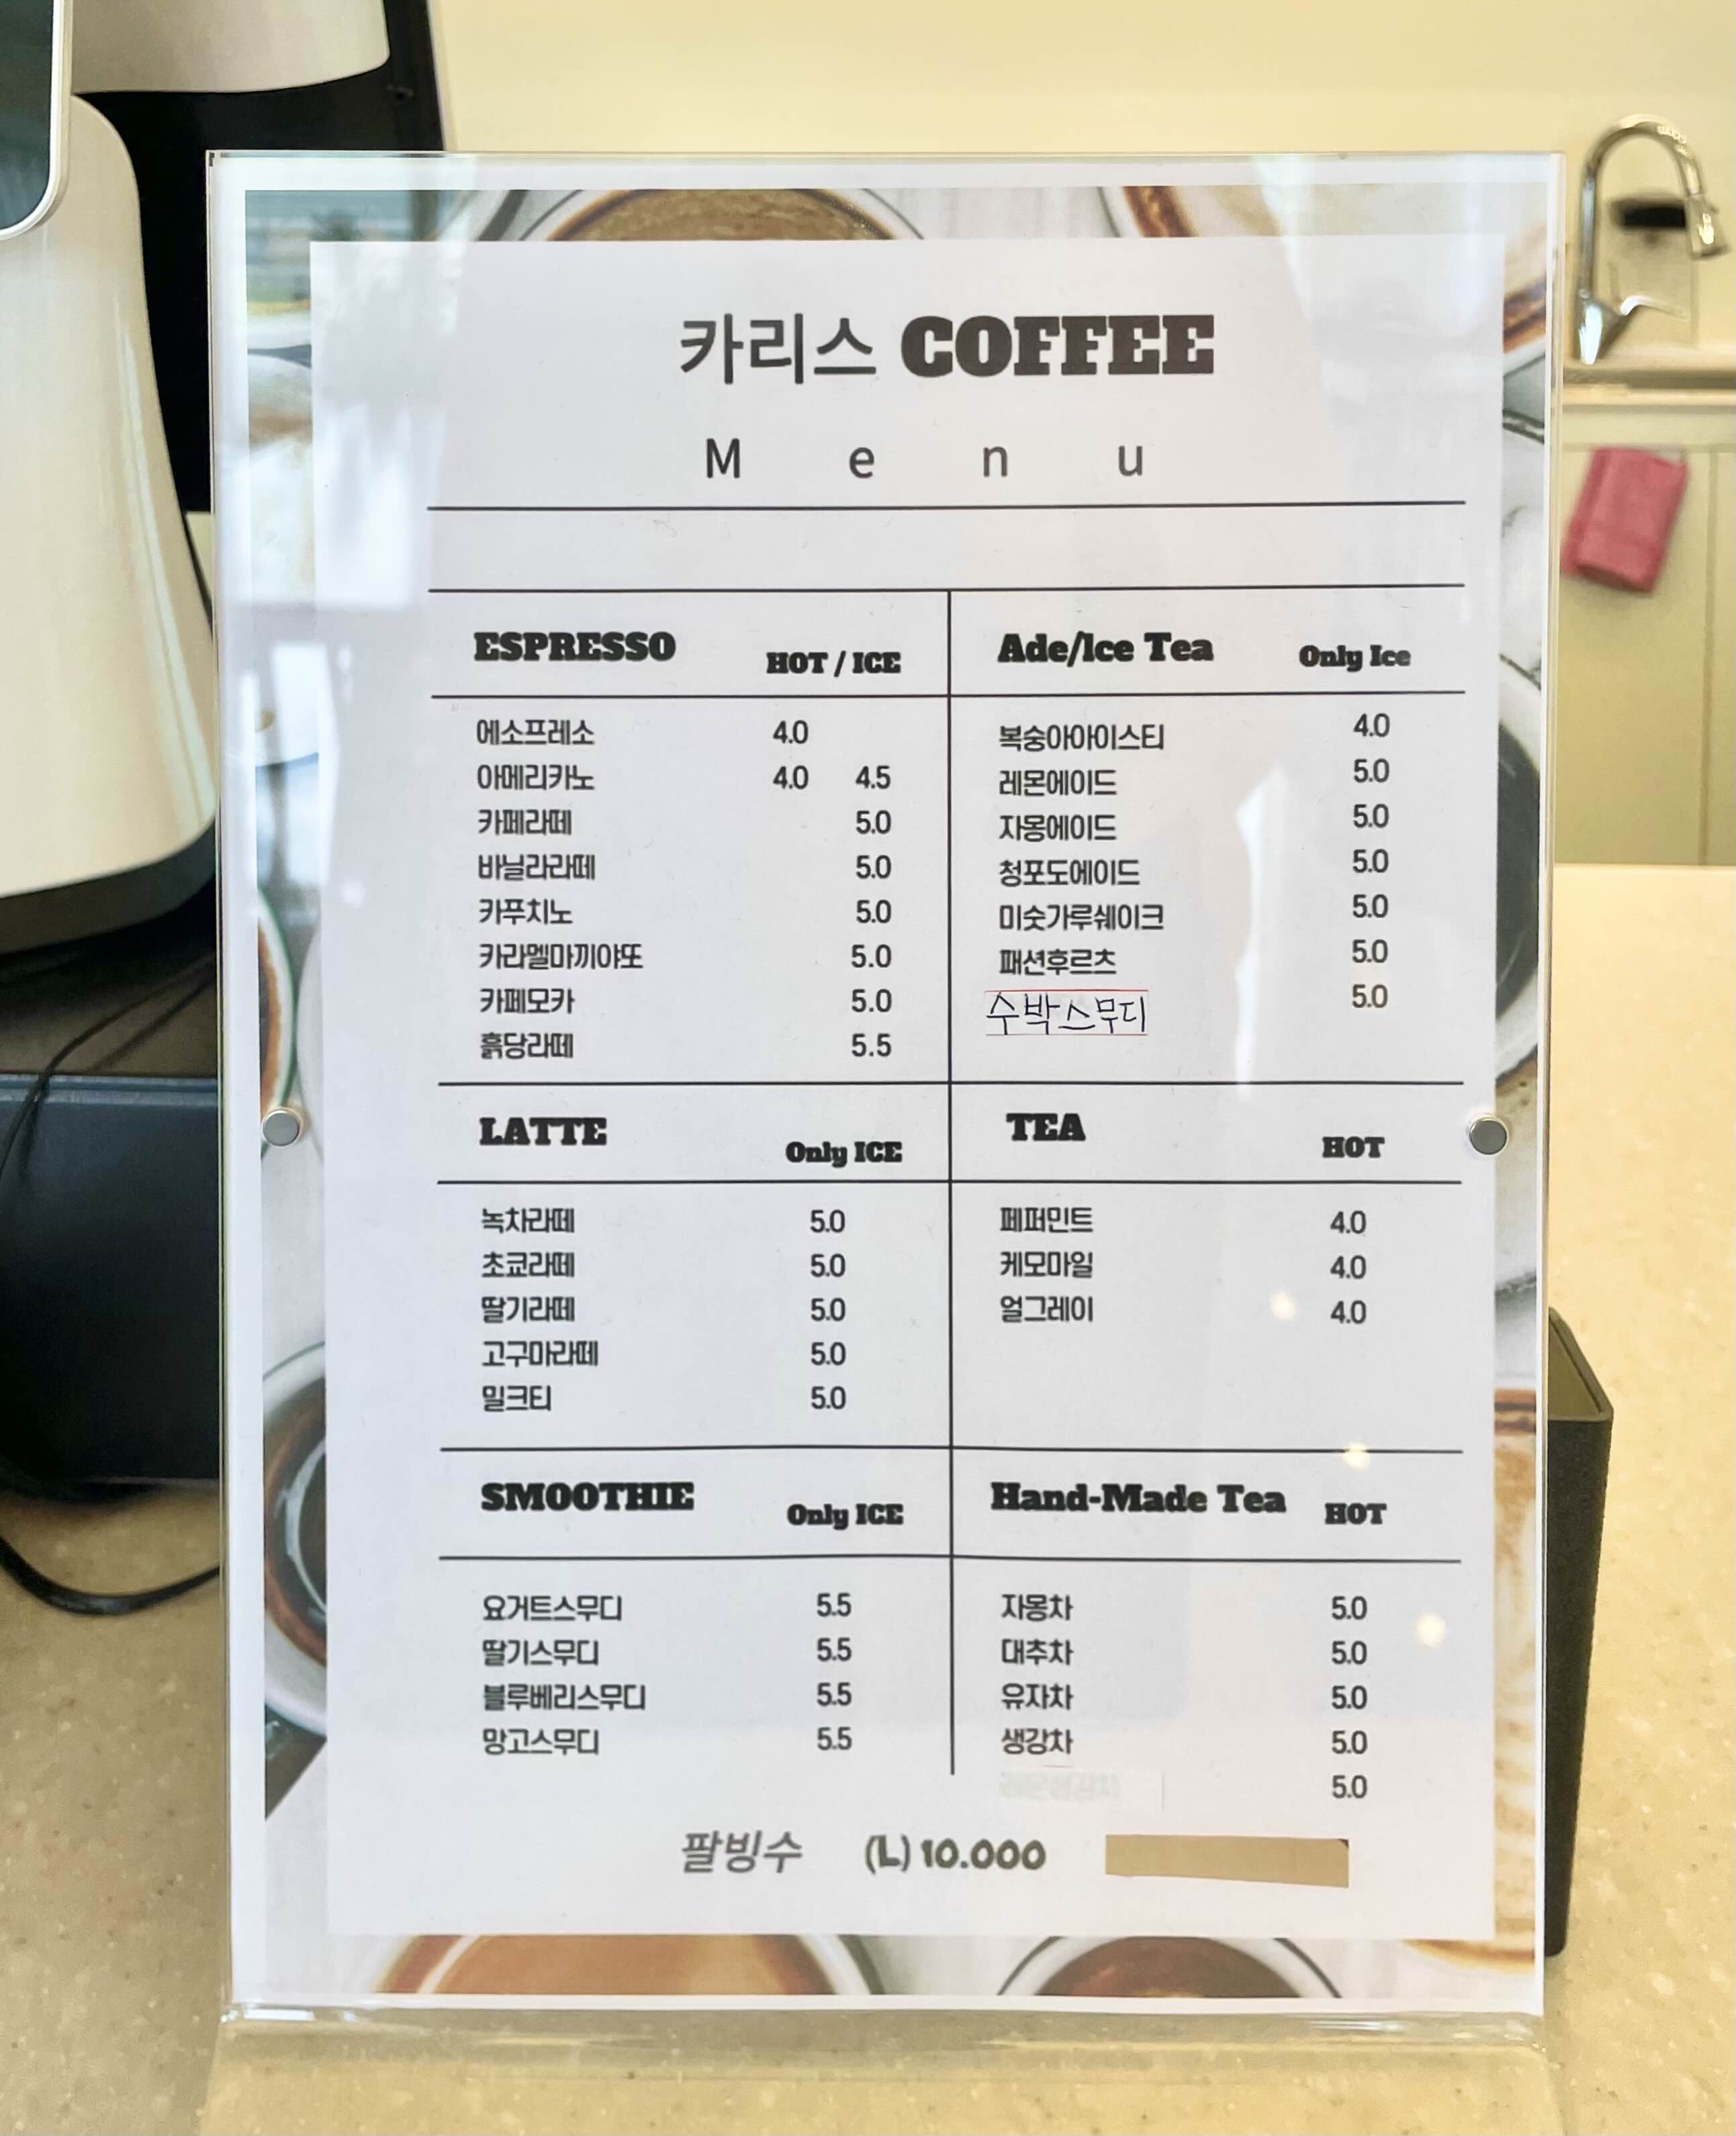 카리스 COFFEE
Menu
ESPRESSO HOT / ICE
에소프레소 4.0
아메리카노 4.0 4.5
카페라떼 5.0
바닐라라떼 5.0
카푸치노 5.0
카라멜마끼야또 5.0
카페모카 5.0
흙당라떼 5.5
Ade/Ice Tea Only Ice
복숭아아이스티 4.0
레몬에이드 5.0
자몽에이드 5.0
청포도에이드 5.0
미숫가루쉐이크 5.0
패션후르츠 5.0
수박스무디 5.0
LATTE Only ICE
녹차라떼 5.0
초쿄라떼 5.0
딸기라떼 5.0
고구마라떼 5.0
밀크티 5.0
TEA HOT
페퍼민트 4.0
케모마일 4.0
얼그레이 4.0
SMOOTHIE Only ICE
요거트스무디 5.5
딸기스무디 5.5
블루베리스무디 5.5
망고스무디 5.5
Hand-Made Tea HOT
자몽차 5.0
대추차 5.0
유자차 5.0
생강차 5.0
5.0
팥빙수 (L) 10.000